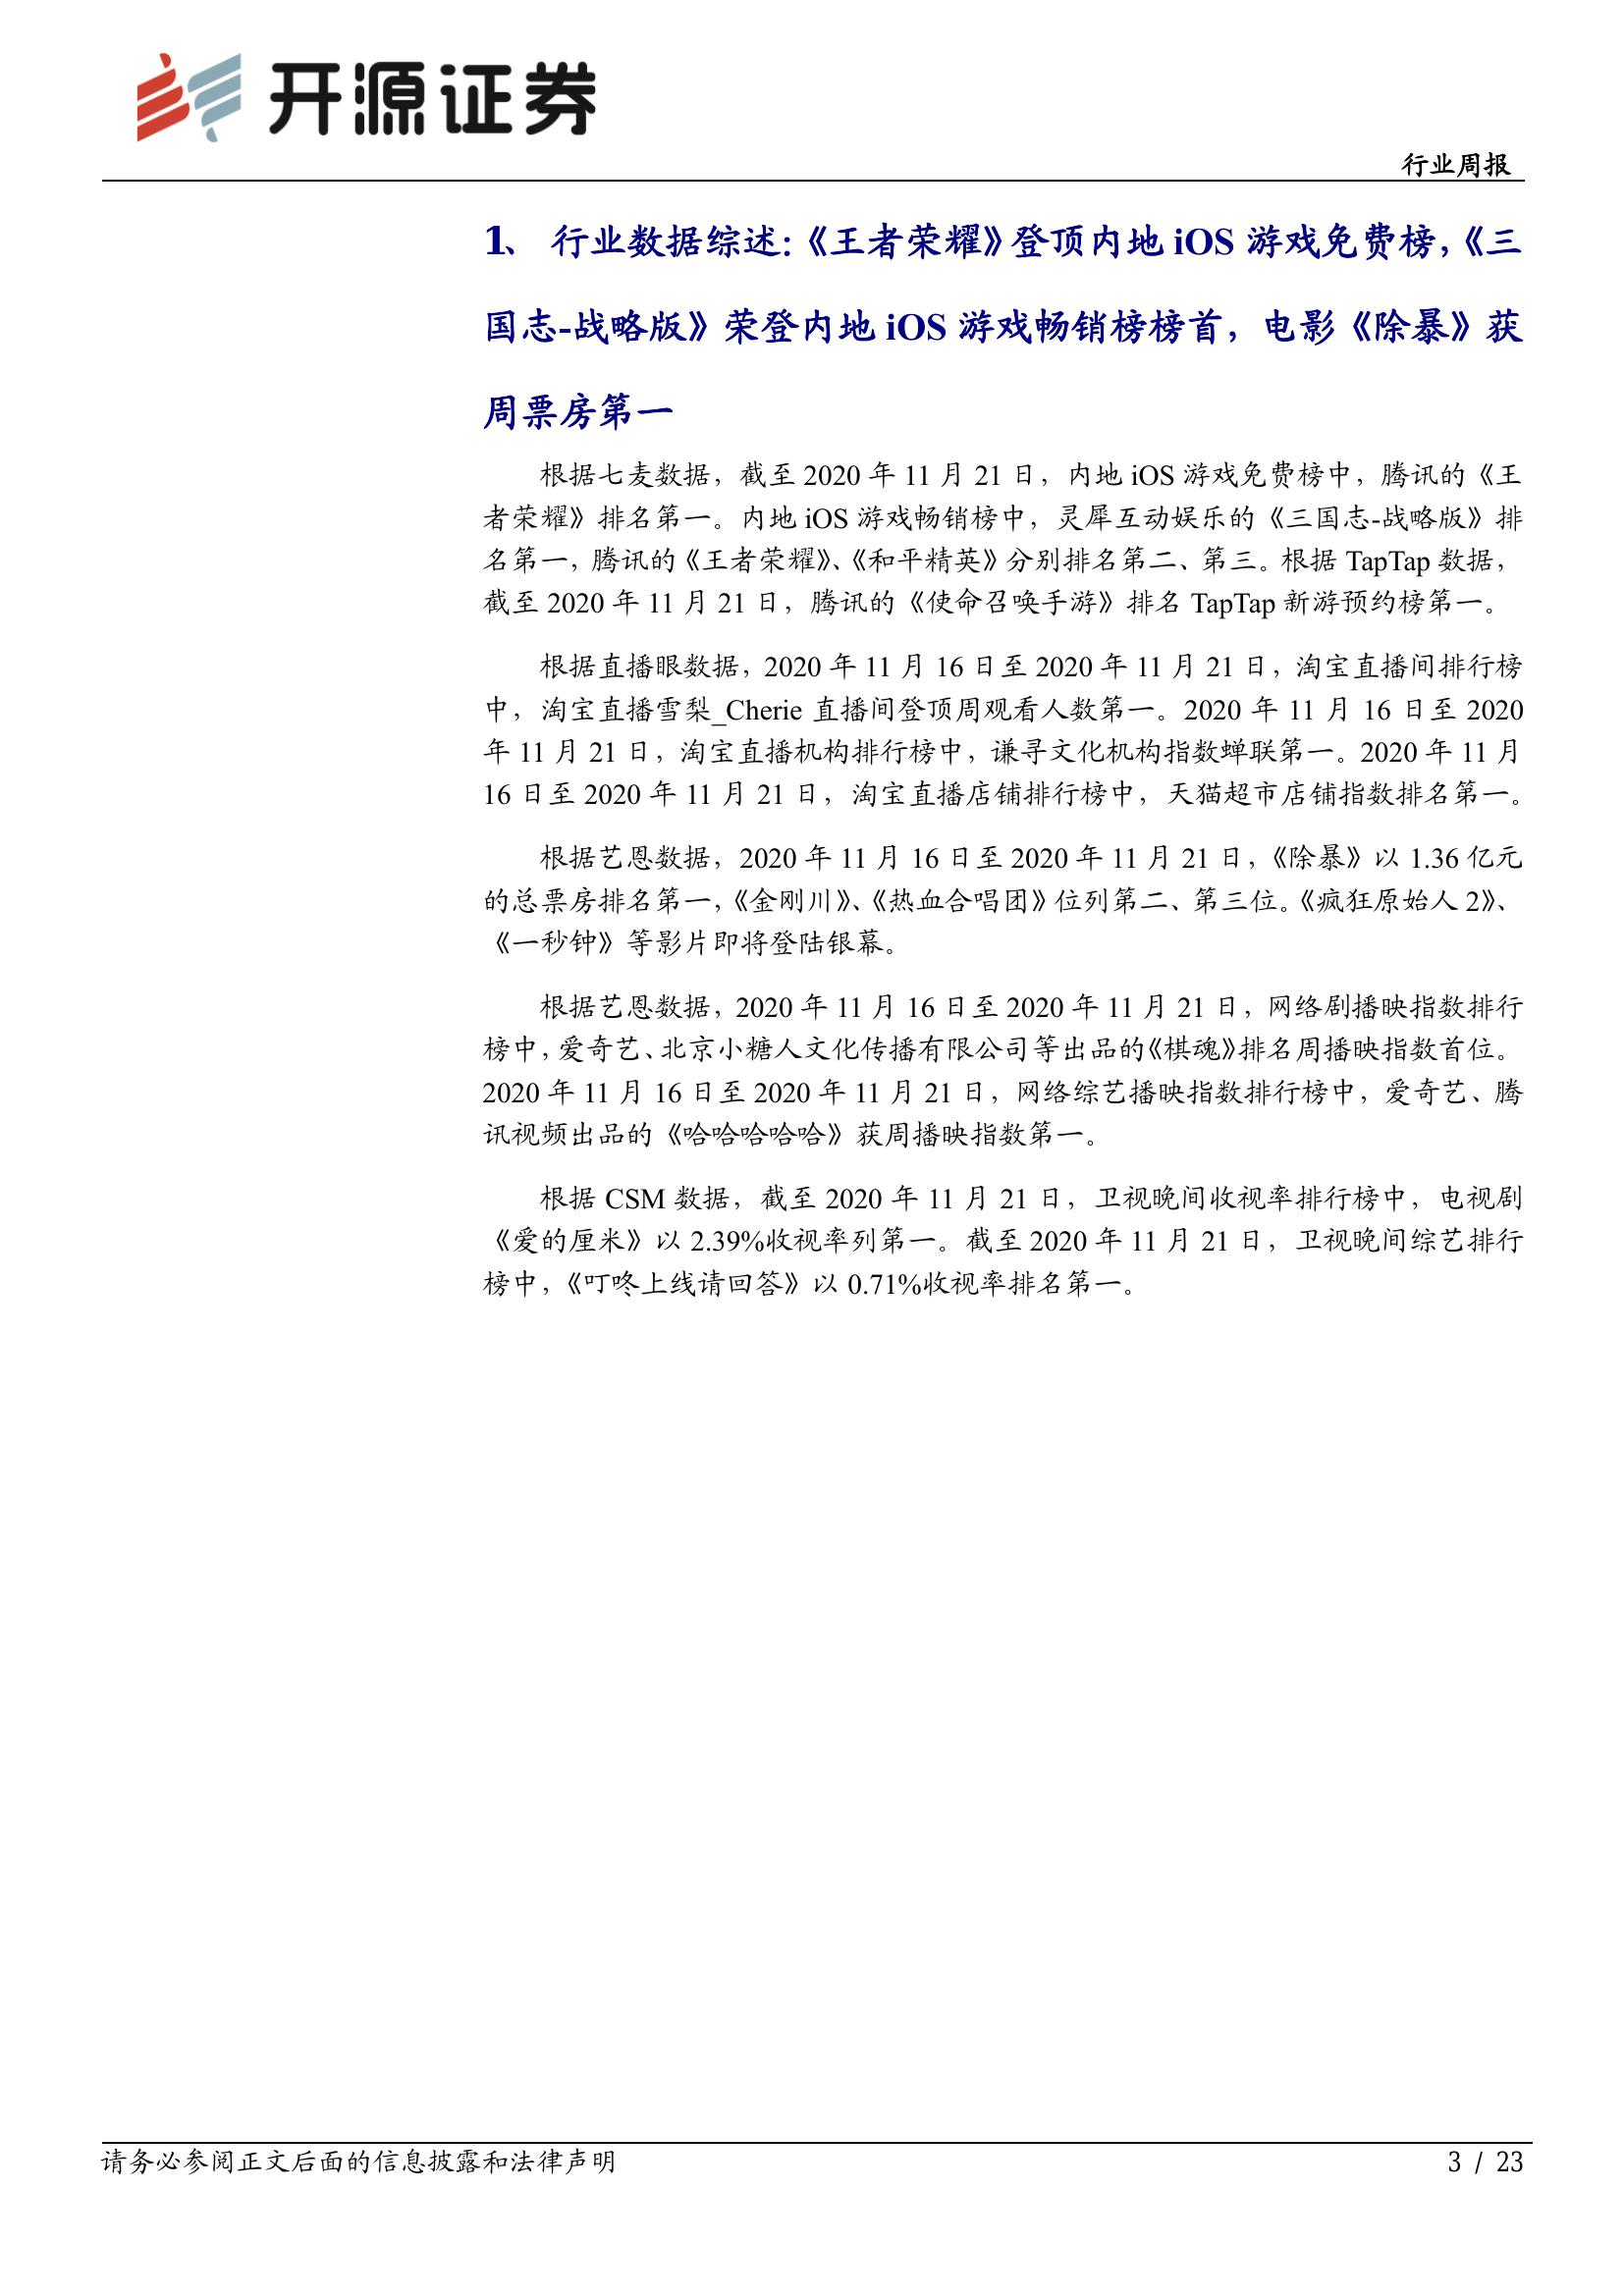 开源证券
行业周报
1、 行业数据综述：《王者荣耀》登顶内地 iOS 游戏免费榜，《三
国志-战略版》荣登内地 iOS 游戏畅销榜榜首，电影《除暴》获
周票房第一
根据七麦数据，截至 2020 年 11 月 21 日，内地 iOS 游戏免费榜中，腾讯的《王
者荣耀》排名第一。内地 iOS 游戏畅销榜中，灵犀互动娱乐的《三国志-战略版》排
名第一，腾讯的《王者荣耀》、《和平精英》分别排名第二、第三。根据 TapTap 数据，
截至 2020 年 11 月 21 日，腾讯的《使命召唤手游》排名 TapTap 新游预约榜第一。
根据直播眼数据，2020 年 11 月 16 日至 2020 年 11 月 21 日，淘宝直播间排行榜
中，淘宝直播雪梨_Cherie 直播间登顶周观看人数第一。2020 年 11 月 16 日至 2020
年 11 月 21 日，淘宝直播机构排行榜中，谦寻文化机构指数蝉联第一。2020 年 11 月
16 日至 2020 年 11 月 21 日，淘宝直播店铺排行榜中，天猫超市店铺指数排名第一。
根据艺恩数据，2020 年 11 月 16 日至 2020 年 11 月 21 日，《除暴》以 1.36 亿元
的总票房排名第一，《金刚川》、《热血合唱团》位列第二、第三位。《疯狂原始人 2》、
《一秒钟》等影片即将登陆银幕。
根据艺恩数据，2020 年 11 月 16 日至 2020 年 11 月 21 日，网络剧播映指数排行
榜中，爱奇艺、北京小糖人文化传播有限公司等出品的《棋魂》排名周播映指数首位。
2020 年 11 月 16 日至 2020 年 11 月 21 日，网络综艺播映指数排行榜中，爱奇艺、腾
讯视频出品的《哈哈哈哈哈》获周播映指数第一。
根据 CSM 数据，截至 2020 年 11 月 21 日，卫视晚间收视率排行榜中，电视剧
《爱的厘米》以 2.39%收视率列第一。截至 2020 年 11 月 21 日，卫视晚间综艺排行
榜中，《叮咚上线请回答》以 0.71%收视率排名第一。
请务必参阅正文后面的信息披露和法律声明
3 / 23